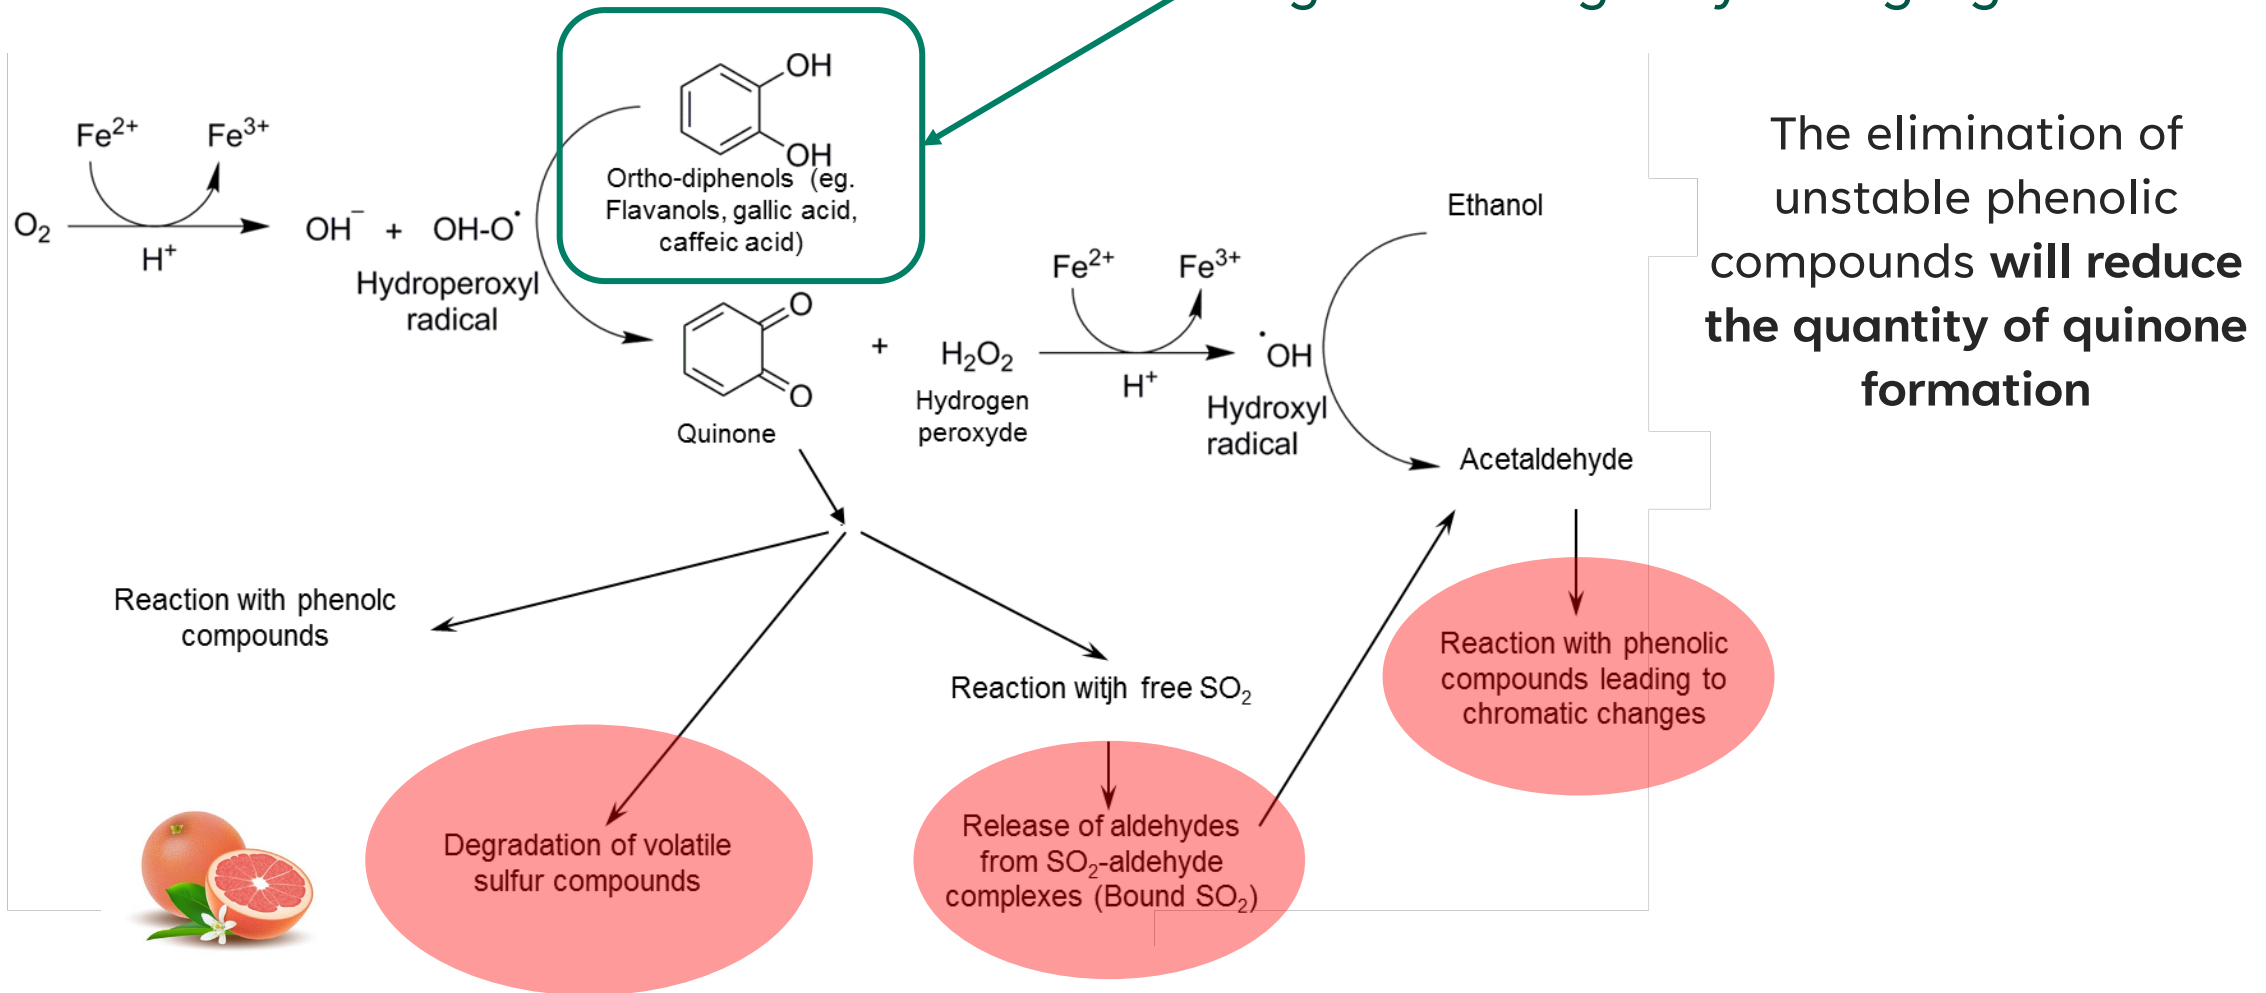 OH
OH
Ortho-diphenols (eg.
Flavanols, gallic acid,
caffeic acid)
Fe²⁺ Fe³⁺
O₂
H⁺
OH⁻ + OH-O•
Hydroperoxyl
radical
O
O
Quinone
+
H₂O₂
Hydrogen
peroxyde
Fe²⁺ Fe³⁺
H⁺
•OH
Hydroxyl
radical
Ethanol
Acetaldehyde
The elimination of
unstable phenolic
compounds will reduce
the quantity of quinone
formation
Reaction with phenolc
compounds
Degradation of volatile
sulfur compounds
Reaction witjh free SO₂
Release of aldehydes
from SO₂-aldehyde
complexes (Bound SO₂)
Reaction with phenolic
compounds leading to
chromatic changes